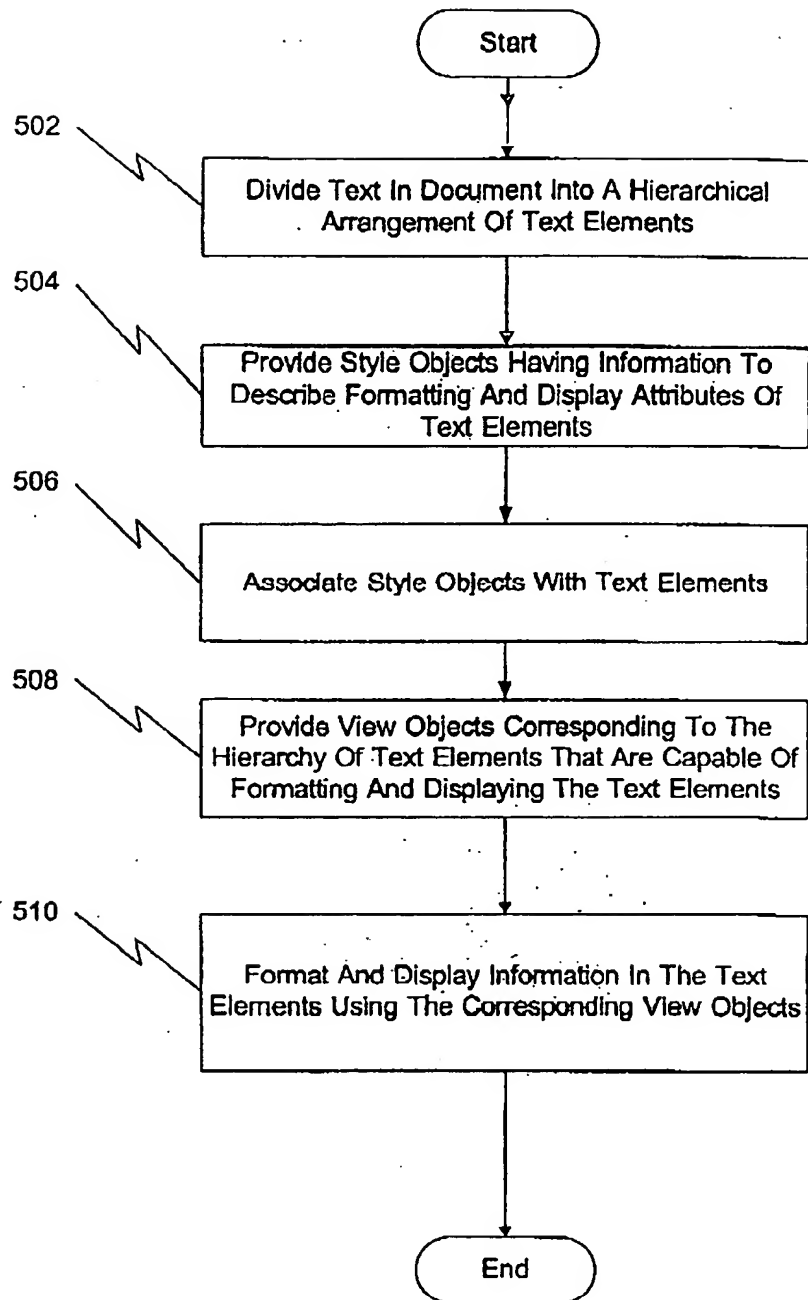 Start
502
Divide Text In Document Into A Hierarchical
Arrangement Of Text Elements
504
Provide Style Objects Having Information To
Describe Formatting And Display Attributes Of
Text Elements
506
Associate Style Objects With Text Elements
508
Provide View Objects Corresponding To The
Hierarchy Of Text Elements That Are Capable Of
Formatting And Displaying The Text Elements
510
Format And Display Information In The Text
Elements Using The Corresponding View Objects
End